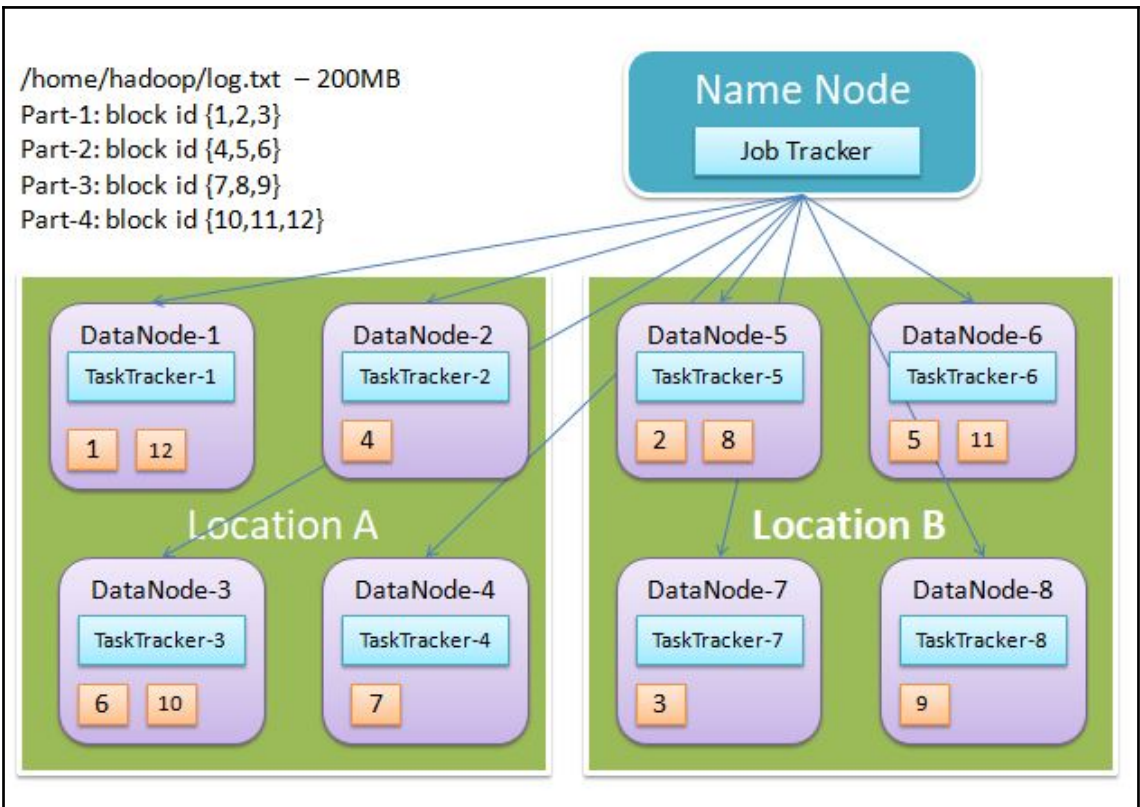 /home/hadoop/log.txt – 200MB
Part-1: block id {1,2,3}
Part-2: block id {4,5,6}
Part-3: block id {7,8,9}
Part-4: block id {10,11,12}
Name Node
Job Tracker
DataNode-1
TaskTracker-1
1
12
DataNode-2
TaskTracker-2
4
Location A
DataNode-3
TaskTracker-3
6
10
DataNode-4
TaskTracker-4
7
DataNode-5
TaskTracker-5
2
8
DataNode-6
TaskTracker-6
5
11
Location B
DataNode-7
TaskTracker-7
3
DataNode-8
TaskTracker-8
9